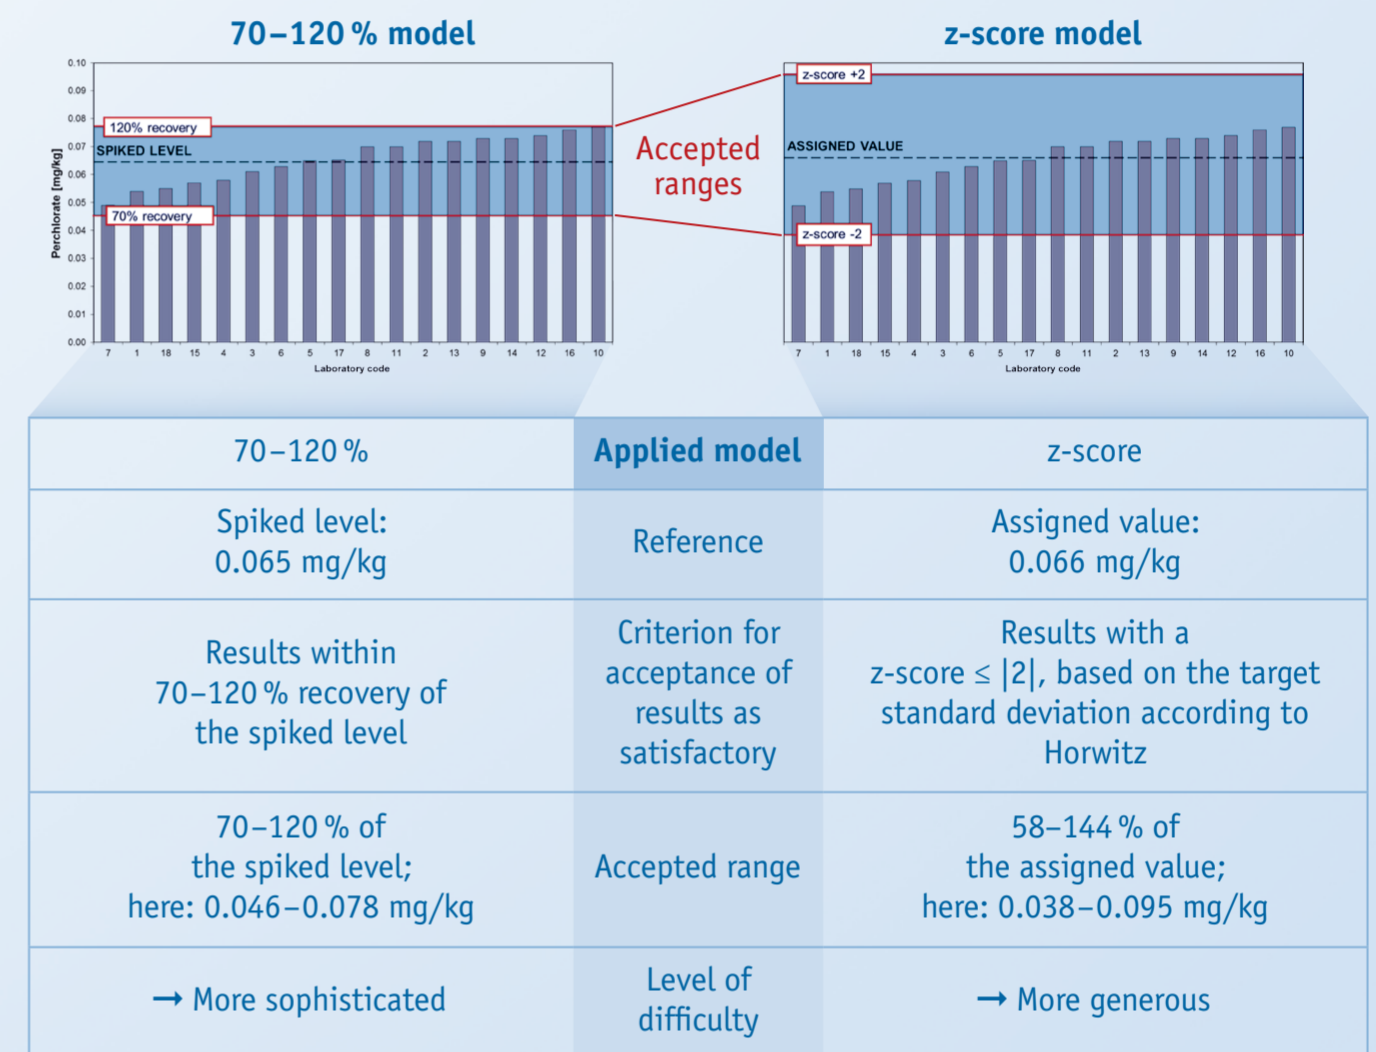 70–120 % model
z-score model
0.10
0.09
0.08
0.07
0.06
0.05
0.04
0.03
0.02
0.01
0.00
Perchlorate [mg/kg]
120% recovery
SPIKED LEVEL
70% recovery
7 1 18 15 4 3 6 5 17 8 11 2 13 9 14 12 16 10
Laboratory code
Accepted
ranges
z-score +2
ASSIGNED VALUE
z-score -2
7 1 18 15 4 3 6 5 17 8 11 2 13 9 14 12 16 10
Laboratory code
70–120 %
Applied model
z-score
Spiked level:
0.065 mg/kg
Reference
Assigned value:
0.066 mg/kg
Results within
70–120 % recovery of
the spiked level
Criterion for
acceptance of
results as
satisfactory
Results with a
z-score ≤ |2|, based on the target
standard deviation according to
Horwitz
70–120 % of
the spiked level;
here: 0.046–0.078 mg/kg
Accepted range
58–144 % of
the assigned value;
here: 0.038–0.095 mg/kg
→ More sophisticated
Level of
difficulty
→ More generous